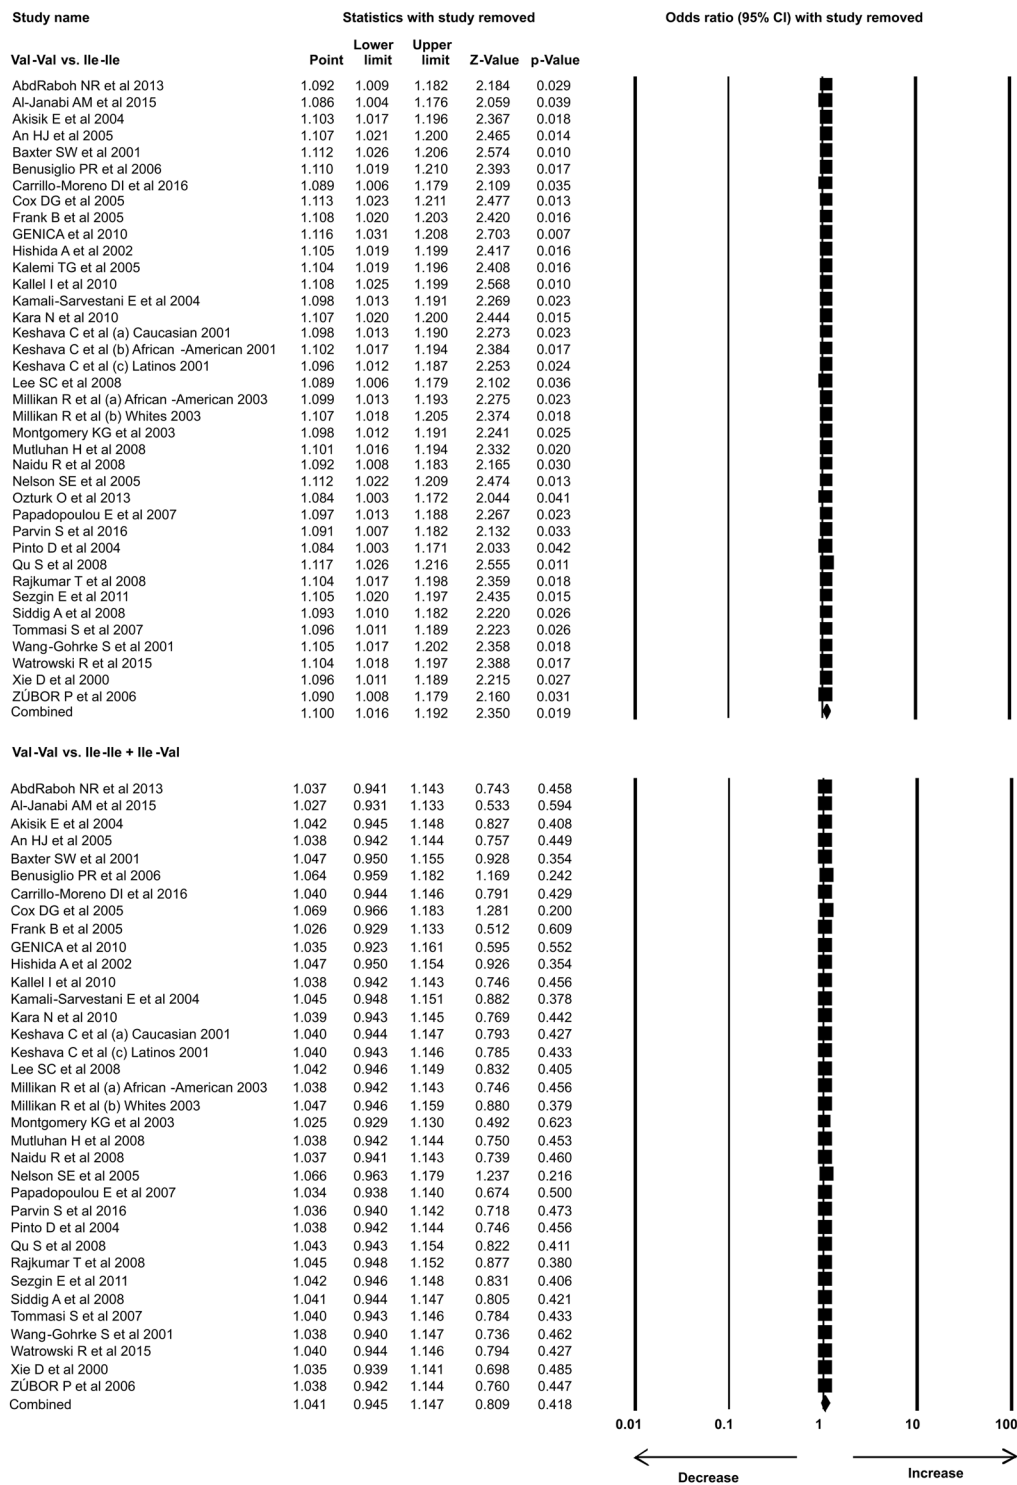 Study name Statistics with study removed Odds ratio (95% CI) with study removed
Lower Upper
Val-Val vs. Ile-Ile Point limit limit Z-Value p-Value
AbdRaboh NR et al 2013 1.092 1.009 1.182 2.184 0.029
Al-Janabi AM et al 2015 1.086 1.004 1.176 2.059 0.039
Akisik E et al 2004 1.103 1.017 1.196 2.367 0.018
An HJ et al 2005 1.107 1.021 1.200 2.465 0.014
Baxter SW et al 2001 1.112 1.026 1.206 2.574 0.010
Benusiglio PR et al 2006 1.110 1.019 1.210 2.393 0.017
Carrillo-Moreno DI et al 2016 1.089 1.006 1.179 2.109 0.035
Cox DG et al 2005 1.113 1.023 1.211 2.477 0.013
Frank B et al 2005 1.108 1.020 1.203 2.420 0.016
GENICA et al 2010 1.116 1.031 1.208 2.703 0.007
Hishida A et al 2002 1.105 1.019 1.199 2.417 0.016
Kalemi TG et al 2005 1.104 1.019 1.196 2.408 0.016
Kallel I et al 2010 1.108 1.025 1.199 2.568 0.010
Kamali-Sarvestani E et al 2004 1.098 1.013 1.191 2.269 0.023
Kara N et al 2010 1.107 1.020 1.200 2.444 0.015
Keshava C et al (a) Caucasian 2001 1.098 1.013 1.190 2.273 0.023
Keshava C et al (b) African -American 2001 1.102 1.017 1.194 2.384 0.017
Keshava C et al (c) Latinos 2001 1.096 1.012 1.187 2.253 0.024
Lee SC et al 2008 1.089 1.006 1.179 2.102 0.036
Millikan R et al (a) African -American 2003 1.099 1.013 1.193 2.275 0.023
Millikan R et al (b) Whites 2003 1.107 1.018 1.205 2.374 0.018
Montgomery KG et al 2003 1.098 1.012 1.191 2.241 0.025
Mutluhan H et al 2008 1.101 1.016 1.194 2.332 0.020
Naidu R et al 2008 1.092 1.008 1.183 2.165 0.030
Nelson SE et al 2005 1.112 1.022 1.209 2.474 0.013
Ozturk O et al 2013 1.084 1.003 1.172 2.044 0.041
Papadopoulou E et al 2007 1.097 1.013 1.188 2.267 0.023
Parvin S et al 2016 1.091 1.007 1.182 2.132 0.033
Pinto D et al 2004 1.084 1.003 1.171 2.033 0.042
Qu S et al 2008 1.117 1.026 1.216 2.555 0.011
Rajkumar T et al 2008 1.104 1.017 1.198 2.359 0.018
Sezgin E et al 2011 1.105 1.020 1.197 2.435 0.015
Siddig A et al 2008 1.093 1.010 1.182 2.220 0.026
Tommasi S et al 2007 1.096 1.011 1.189 2.223 0.026
Wang-Gohrke S et al 2001 1.105 1.017 1.202 2.358 0.018
Watrowski R et al 2015 1.104 1.018 1.197 2.388 0.017
Xie D et al 2000 1.096 1.011 1.189 2.215 0.027
ZÚBOR P et al 2006 1.090 1.008 1.179 2.160 0.031
Combined 1.100 1.016 1.192 2.350 0.019
Val-Val vs. Ile-Ile + Ile -Val
AbdRaboh NR et al 2013 1.037 0.941 1.143 0.743 0.458
Al-Janabi AM et al 2015 1.027 0.931 1.133 0.533 0.594
Akisik E et al 2004 1.042 0.945 1.148 0.827 0.408
An HJ et al 2005 1.038 0.942 1.144 0.757 0.449
Baxter SW et al 2001 1.047 0.950 1.155 0.928 0.354
Benusiglio PR et al 2006 1.064 0.959 1.182 1.169 0.242
Carrillo-Moreno DI et al 2016 1.040 0.944 1.146 0.791 0.429
Cox DG et al 2005 1.069 0.966 1.183 1.281 0.200
Frank B et al 2005 1.026 0.929 1.133 0.512 0.609
GENICA et al 2010 1.035 0.923 1.161 0.595 0.552
Hishida A et al 2002 1.047 0.950 1.154 0.926 0.354
Kallel I et al 2010 1.038 0.942 1.143 0.746 0.456
Kamali-Sarvestani E et al 2004 1.045 0.948 1.151 0.882 0.378
Kara N et al 2010 1.039 0.943 1.145 0.769 0.442
Keshava C et al (a) Caucasian 2001 1.040 0.944 1.147 0.793 0.427
Keshava C et al (c) Latinos 2001 1.040 0.943 1.146 0.785 0.433
Lee SC et al 2008 1.042 0.946 1.149 0.832 0.405
Millikan R et al (a) African -American 2003 1.038 0.942 1.143 0.746 0.456
Millikan R et al (b) Whites 2003 1.047 0.946 1.159 0.880 0.379
Montgomery KG et al 2003 1.025 0.929 1.130 0.492 0.623
Mutluhan H et al 2008 1.038 0.942 1.144 0.750 0.453
Naidu R et al 2008 1.037 0.941 1.143 0.739 0.460
Nelson SE et al 2005 1.066 0.963 1.179 1.237 0.216
Papadopoulou E et al 2007 1.034 0.938 1.140 0.674 0.500
Parvin S et al 2016 1.036 0.940 1.142 0.718 0.473
Pinto D et al 2004 1.038 0.942 1.144 0.746 0.456
Qu S et al 2008 1.043 0.943 1.154 0.822 0.411
Rajkumar T et al 2008 1.045 0.948 1.152 0.877 0.380
Sezgin E et al 2011 1.042 0.946 1.148 0.831 0.406
Siddig A et al 2008 1.041 0.944 1.147 0.805 0.421
Tommasi S et al 2007 1.040 0.943 1.146 0.784 0.433
Wang-Gohrke S et al 2001 1.038 0.940 1.147 0.736 0.462
Watrowski R et al 2015 1.040 0.944 1.146 0.794 0.427
Xie D et al 2000 1.035 0.939 1.141 0.698 0.485
ZÚBOR P et al 2006 1.038 0.942 1.144 0.760 0.447
Combined 1.041 0.945 1.147 0.809 0.418
0.01 0.1 1 10 100
Decrease Increase